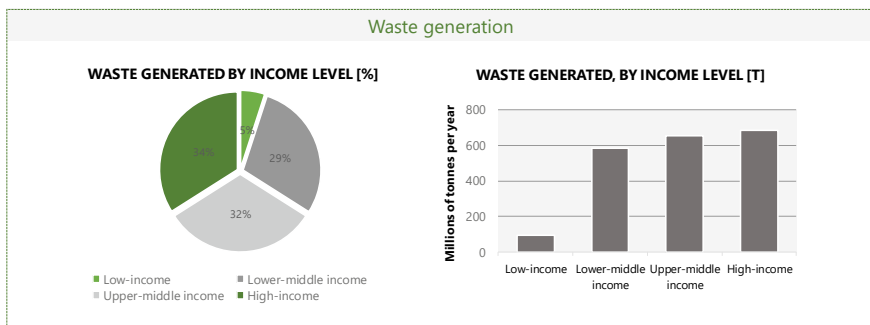 Waste generation
WASTE GENERATED BY INCOME LEVEL [%]
5%
29%
32%
34%
Low-income
Lower-middle income
Upper-middle income
High-income
WASTE GENERATED, BY INCOME LEVEL [T]
Millions of tonnes per year
800
600
400
200
0
Low-income
Lower-middle
income
Upper-middle
income
High-income